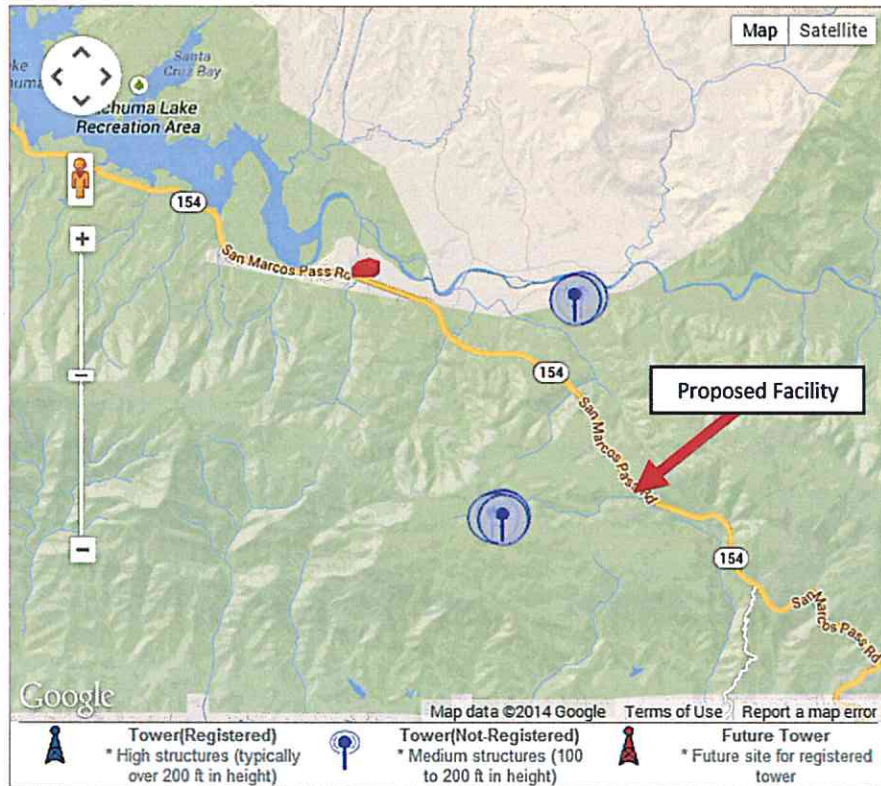 Map
Satellite
Santa
Cruz Bay
ke
huma
chuma Lake
Recreation Area
154
San Marcos Pass Rd
154
Proposed Facility
San Marcos Pass Rd
154
San Marcos Pass Rd
Google
Map data ©2014 Google Terms of Use Report a map error
Tower(Registered)
* High structures (typically
over 200 ft in height)
Tower(Not-Registered)
* Medium structures (100
to 200 ft in height)
Future Tower
* Future site for registered
tower